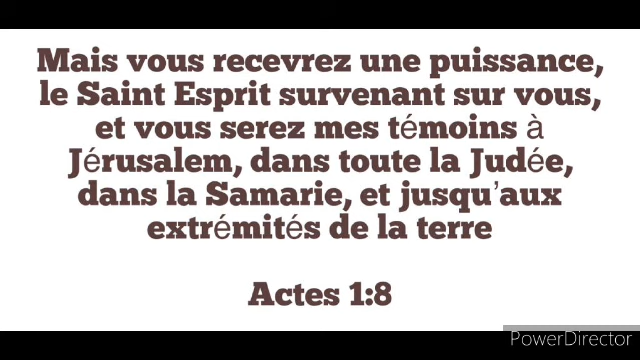 Mais vous recevrez une puissance,
le Saint Esprit survenant sur vous,
et vous serez mes témoins à
Jérusalem, dans toute la Judée,
dans la Samarie, et jusqu'aux
extrémités de la terre
Actes 1:8
PowerDirector